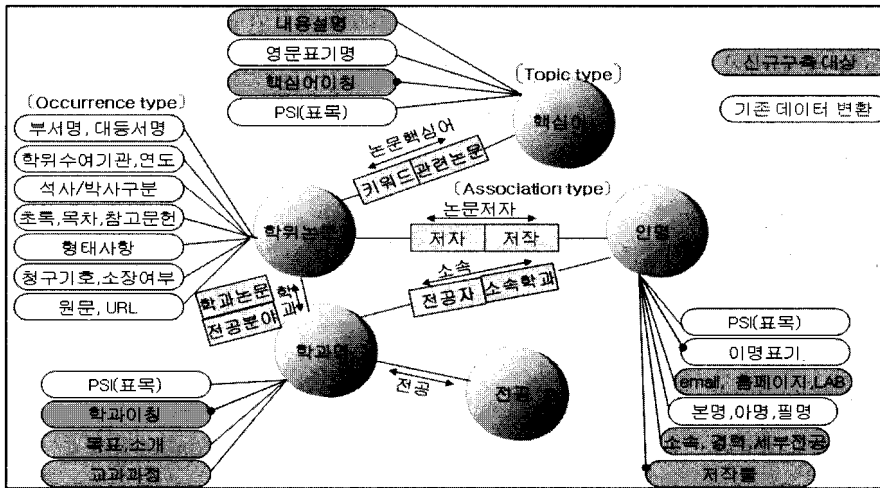 내용설명
영문표기명
핵심어이칭
PSI(표목)
[Topic type]
핵심어
신규구축 대상
기존 데이터 변환
[Occurrence type]
부서명, 대등서명
학위수여기관,연도
석사/박사구분
초록,목차,참고문헌
형태사항
청구기호,소장여부
원문, URL
논문핵심어
키워드 관련논문
[Association type]
학위논문
논문저자
저자 저작
인명
소속
전공자 소속학과
학과논문
전공분야
학과
학과명
전공
전공
PSI(표목)
학과이칭
목표,소개
교과과정
PSI(표목)
이명표기
email, 홈페이지,LAB
본명,아명,필명
소속, 경력,세부전공
저작물